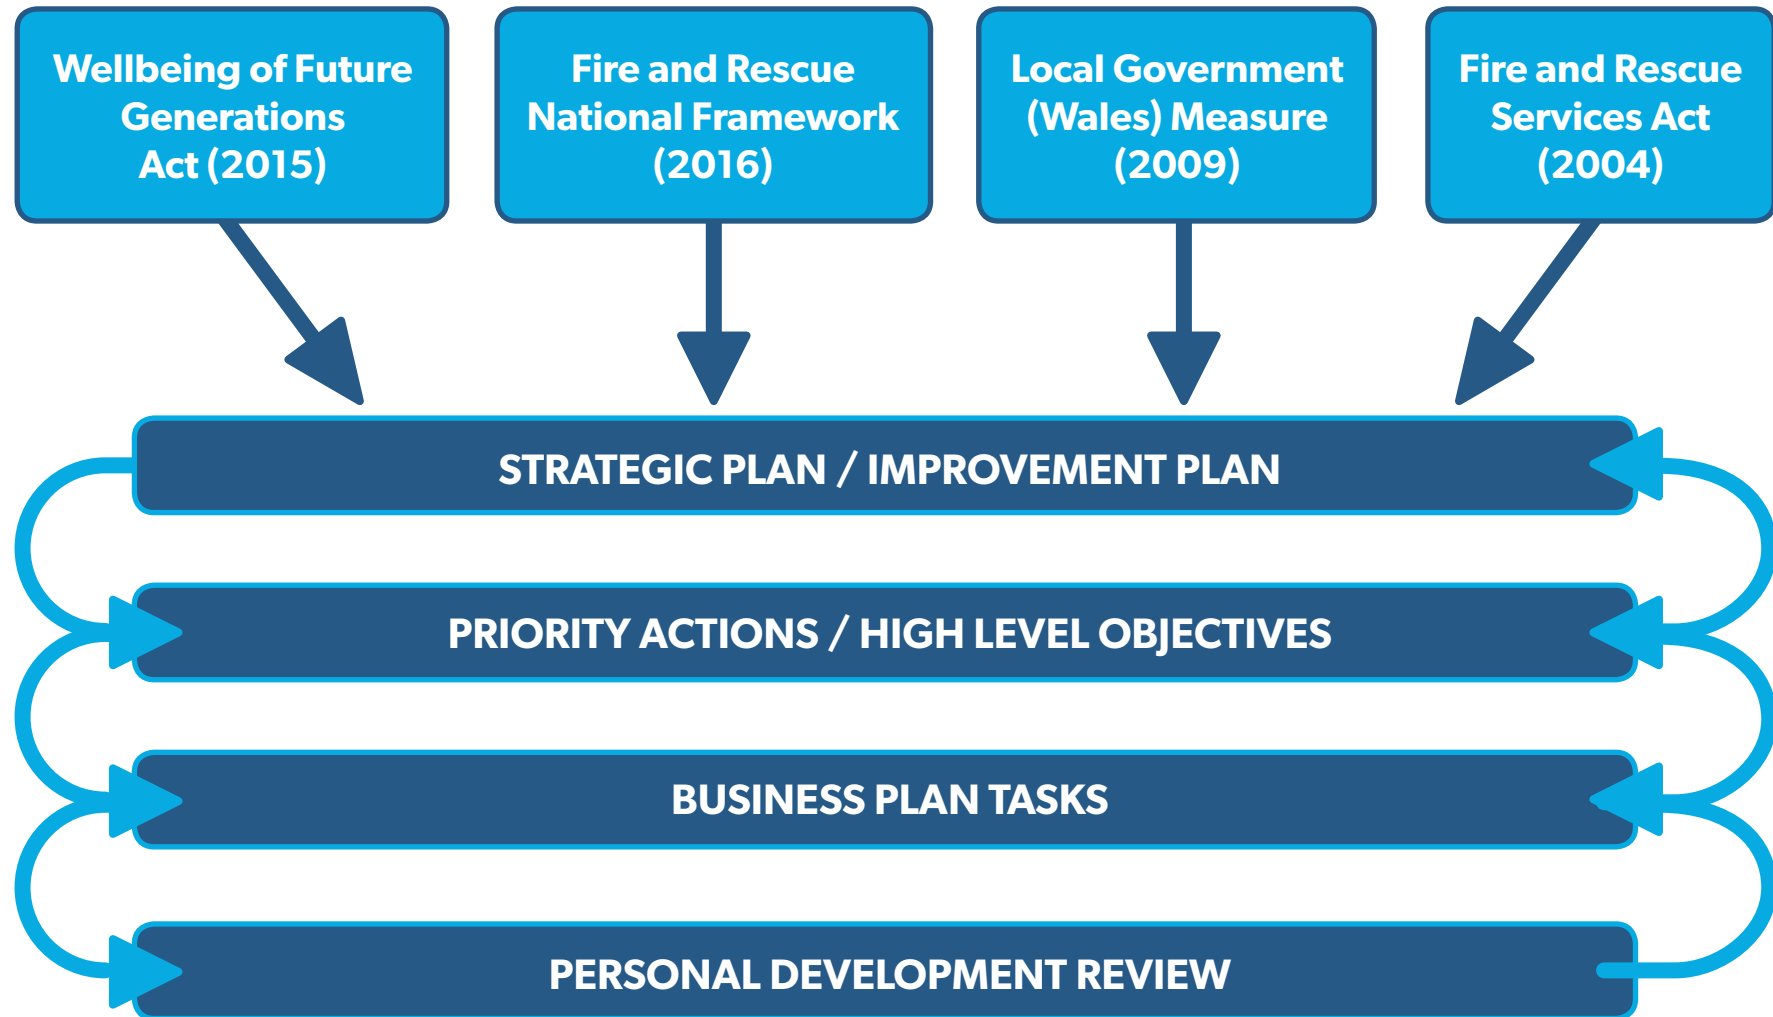 Wellbeing of Future
Generations
Act (2015)
Fire and Rescue
National Framework
(2016)
Local Government
(Wales) Measure
(2009)
Fire and Rescue
Services Act
(2004)
STRATEGIC PLAN / IMPROVEMENT PLAN
PRIORITY ACTIONS / HIGH LEVEL OBJECTIVES
BUSINESS PLAN TASKS
PERSONAL DEVELOPMENT REVIEW